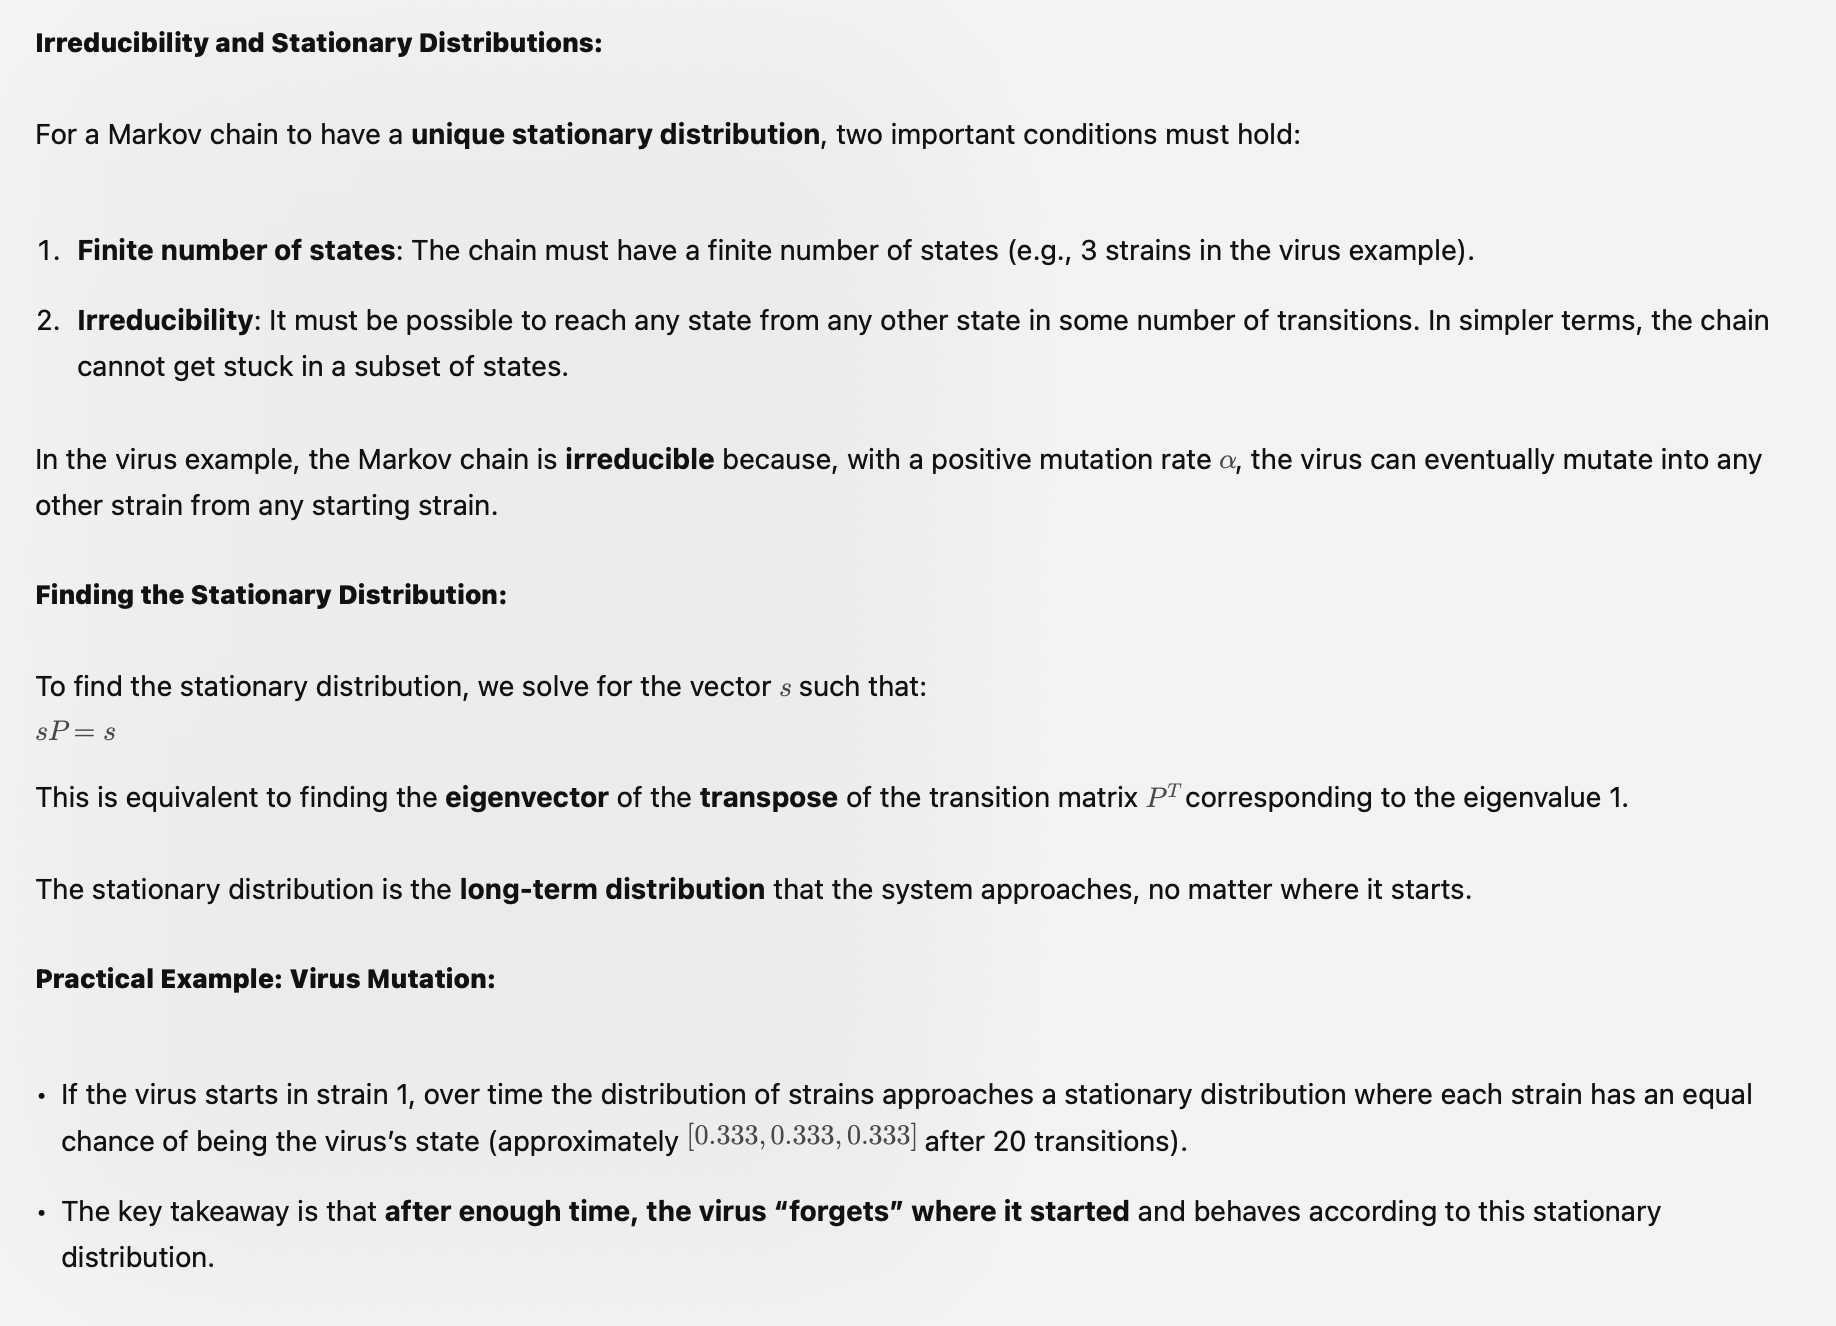 Irreducibility and Stationary Distributions:
For a Markov chain to have a unique stationary distribution, two important conditions must hold:
1. Finite number of states: The chain must have a finite number of states (e.g., 3 strains in the virus example).
2. Irreducibility: It must be possible to reach any state from any other state in some number of transitions. In simpler terms, the chain
cannot get stuck in a subset of states.
In the virus example, the Markov chain is irreducible because, with a positive mutation rate α, the virus can eventually mutate into any
other strain from any starting strain.
Finding the Stationary Distribution:
To find the stationary distribution, we solve for the vector s such that:
sP = s
This is equivalent to finding the eigenvector of the transpose of the transition matrix P^T corresponding to the eigenvalue 1.
The stationary distribution is the long-term distribution that the system approaches, no matter where it starts.
Practical Example: Virus Mutation:
• If the virus starts in strain 1, over time the distribution of strains approaches a stationary distribution where each strain has an equal
chance of being the virus’s state (approximately [0.333, 0.333, 0.333] after 20 transitions).
• The key takeaway is that after enough time, the virus “forgets” where it started and behaves according to this stationary
distribution.